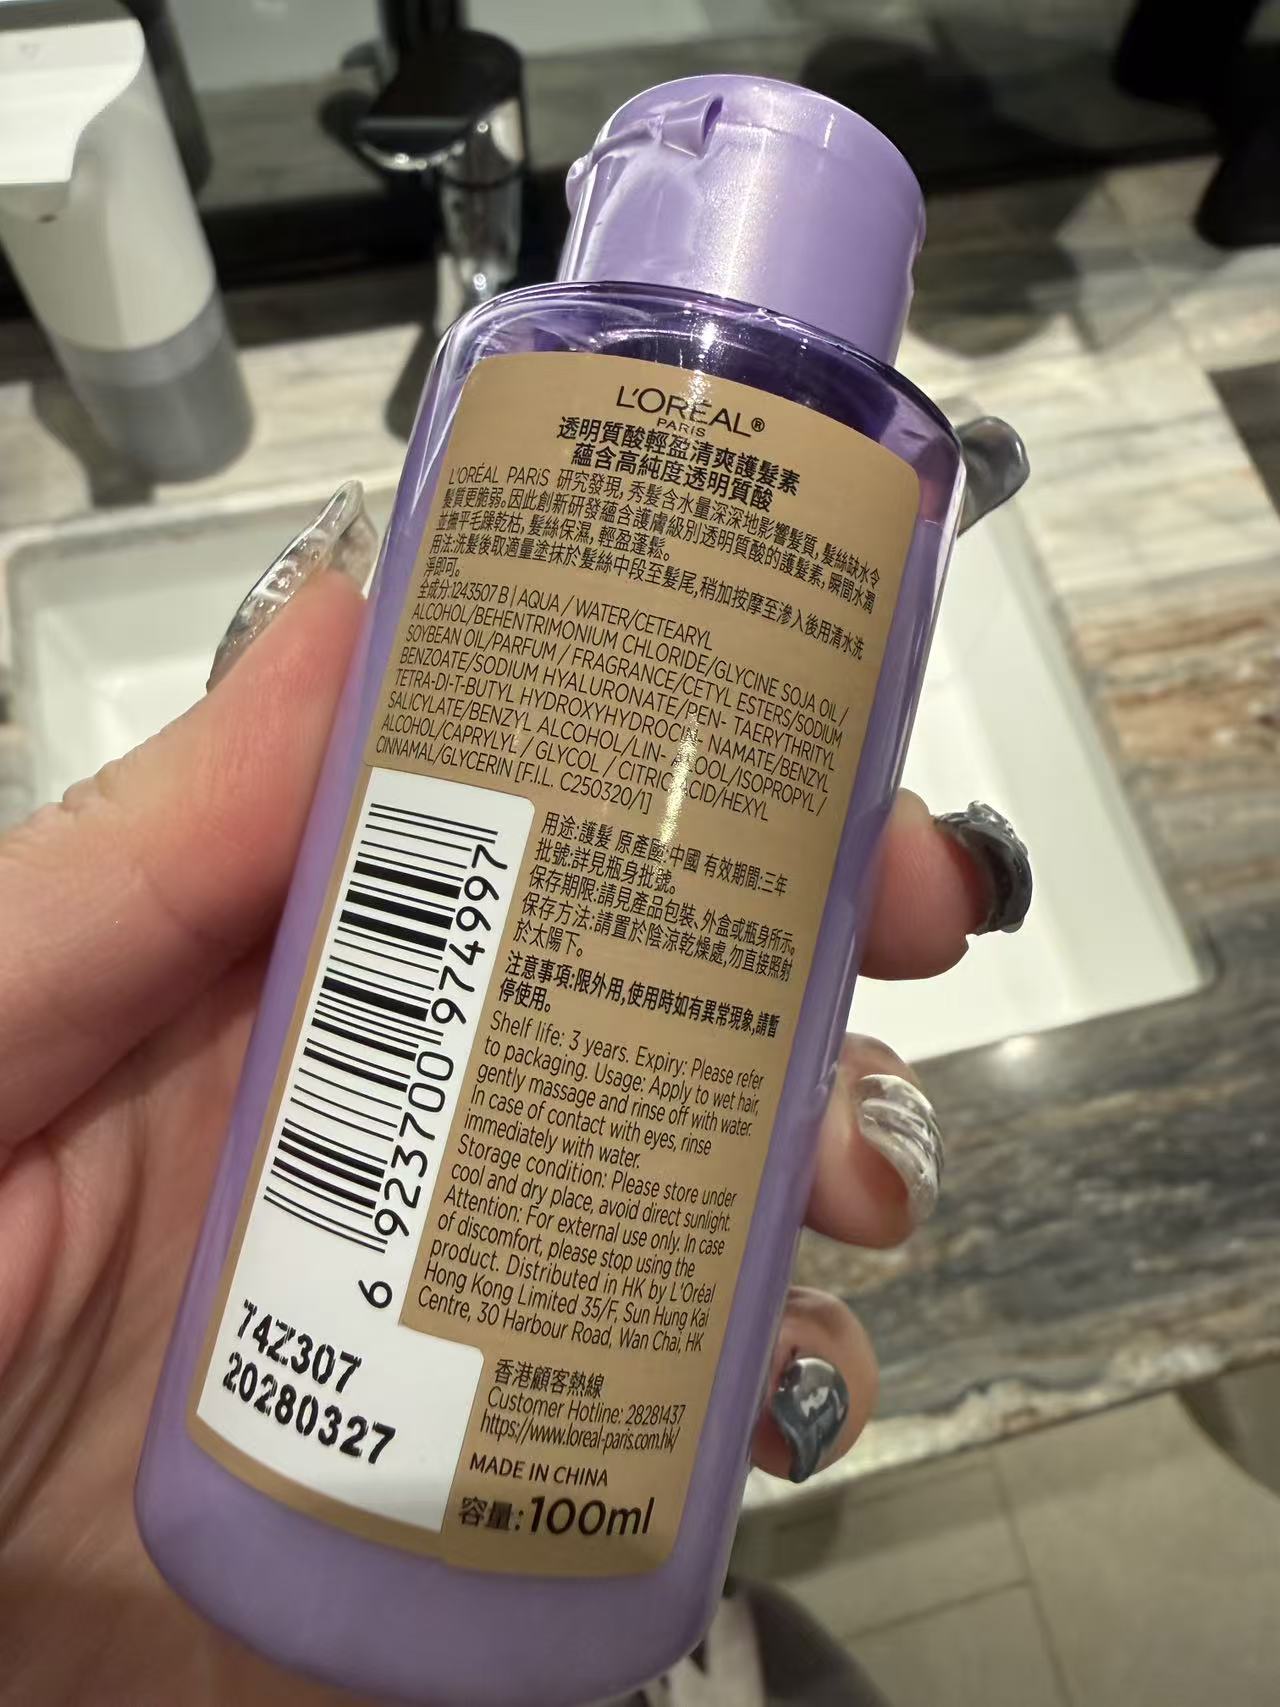 L'ORÉAL®
PARIS
透明質酸輕盈清爽護髮素
蘊含高純度透明質酸
L'ORÉAL PARIS 研究發現,秀髮含水量深深地影響髮質,髮絲缺水令
髮質更脆弱。因此創新研發蘊含護膚級別透明質酸的護髮素,瞬間水潤
並撫平毛躁乾枯,髮絲保濕,輕盈蓬鬆。
用法:洗髮後取適量塗抹於髮絲中段至髮尾,稍加按摩至滲入後用清水洗
淨即可。
全成分:1243507 B | AQUA / WATER/CETEARYL
ALCOHOL/BEHENTRIMONIUM CHLORIDE/GLYCINE SOJA OIL /
SOYBEAN OIL/PARFUM / FRAGRANCE/CETYL ESTERS/SODIUM
BENZOATE/SODIUM HYALURONATE/PEN- TAERYTHRITYL
TETRA-DI-T-BUTYL HYDROXYHYDROCIN- NAMATE/BENZYL
SALICYLATE/BENZYL ALCOHOL/LIN- ALOOL/ISOPROPYL /
ALCOHOL/CAPRYLYL / GLYCOL / CITRIC ACID/HEXYL
CINNAMAL/GLYCERIN [F.I.L. C250320/1]
用途:護髮 原產國:中國 有效期間:三年
批號:詳見瓶身批號。
保存期限:請見產品包裝、外盒或瓶身所示。
保存方法:請置於陰涼乾燥處,勿直接照射
於太陽下。
注意事項:限外用,使用時如有異常現象,請暫
停使用。
Shelf life: 3 years. Expiry: Please refer
to packaging. Usage: Apply to wet hair,
gently massage and rinse off with water.
In case of contact with eyes, rinse
immediately with water.
Storage condition: Please store under
cool and dry place, avoid direct sunlight.
Attention: For external use only. In case
of discomfort, please stop using the
product. Distributed in HK by L'Oréal
Hong Kong Limited 35/F, Sun Hung Kai
Centre, 30 Harbour Road, Wan Chai, HK
香港顧客熱線
Customer Hotline: 28281437
https://www.loreal-paris.com.hk/
MADE IN CHINA
容量:100ml
6 923700 974997
74Z307
20280327